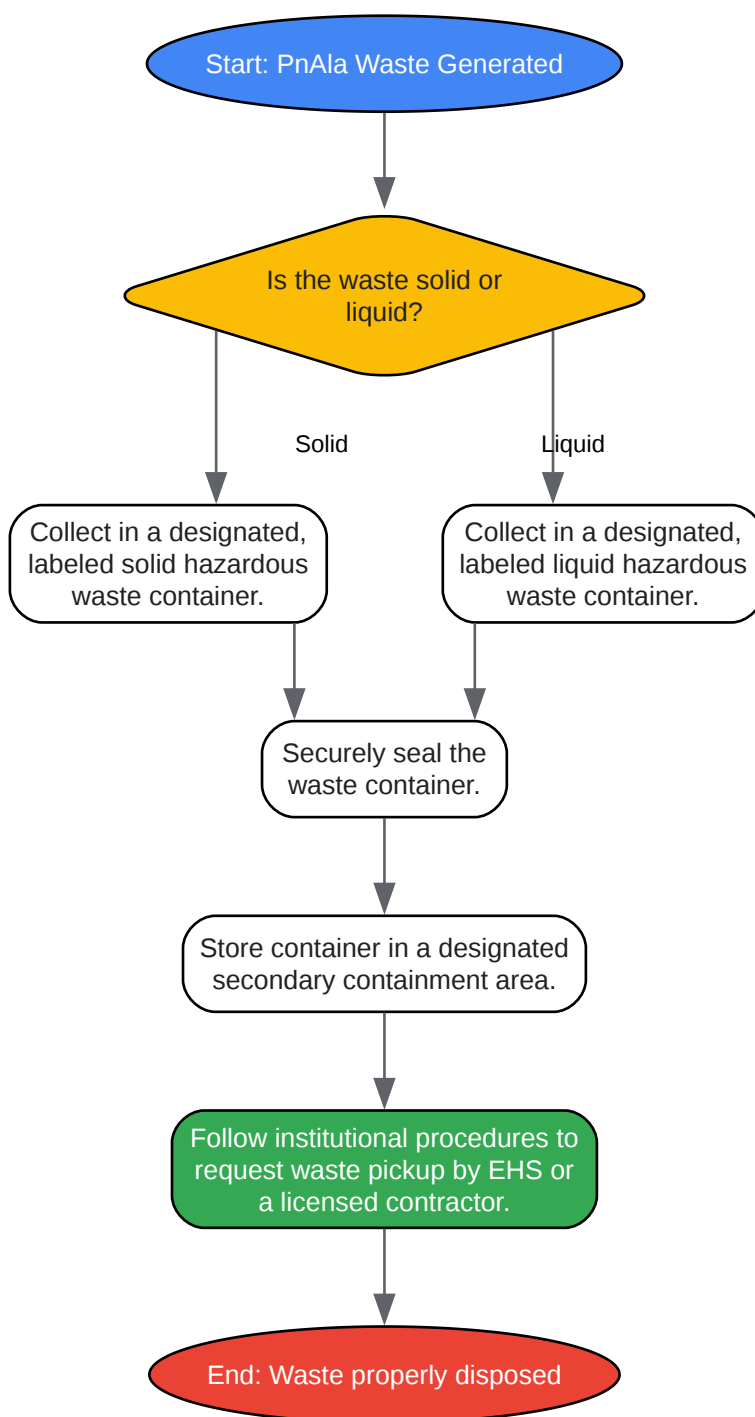 Start: PnAla Waste Generated
Is the waste solid or
liquid?
Solid
Liquid
Collect in a designated,
labeled solid hazardous
waste container.
Collect in a designated,
labeled liquid hazardous
waste container.
Securely seal the
waste container.
Store container in a designated
secondary containment area.
Follow institutional procedures to
request waste pickup by EHS or
a licensed contractor.
End: Waste properly disposed